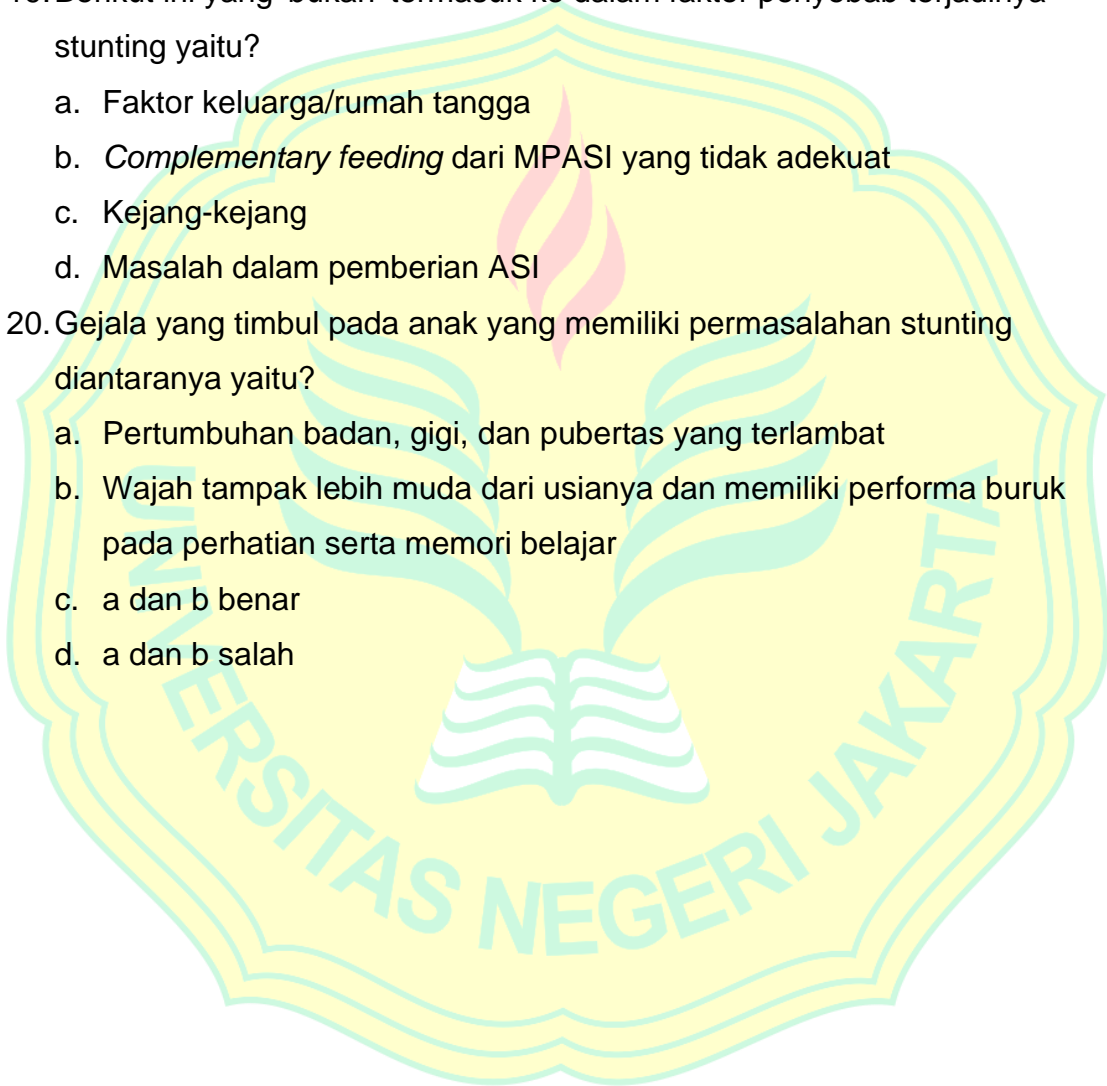 stunting yaitu?
a. Faktor keluarga/rumah tangga
b. Complementary feeding dari MPASI yang tidak adekuat
c. Kejang-kejang
d. Masalah dalam pemberian ASI
20. Gejala yang timbul pada anak yang memiliki permasalahan stunting
diantaranya yaitu?
a. Pertumbuhan badan, gigi, dan pubertas yang terlambat
b. Wajah tampak lebih muda dari usianya dan memiliki performa buruk
pada perhatian serta memori belajar
c. a dan b benar
d. a dan b salah
UNIVERSITAS NEGERI JAKARTA